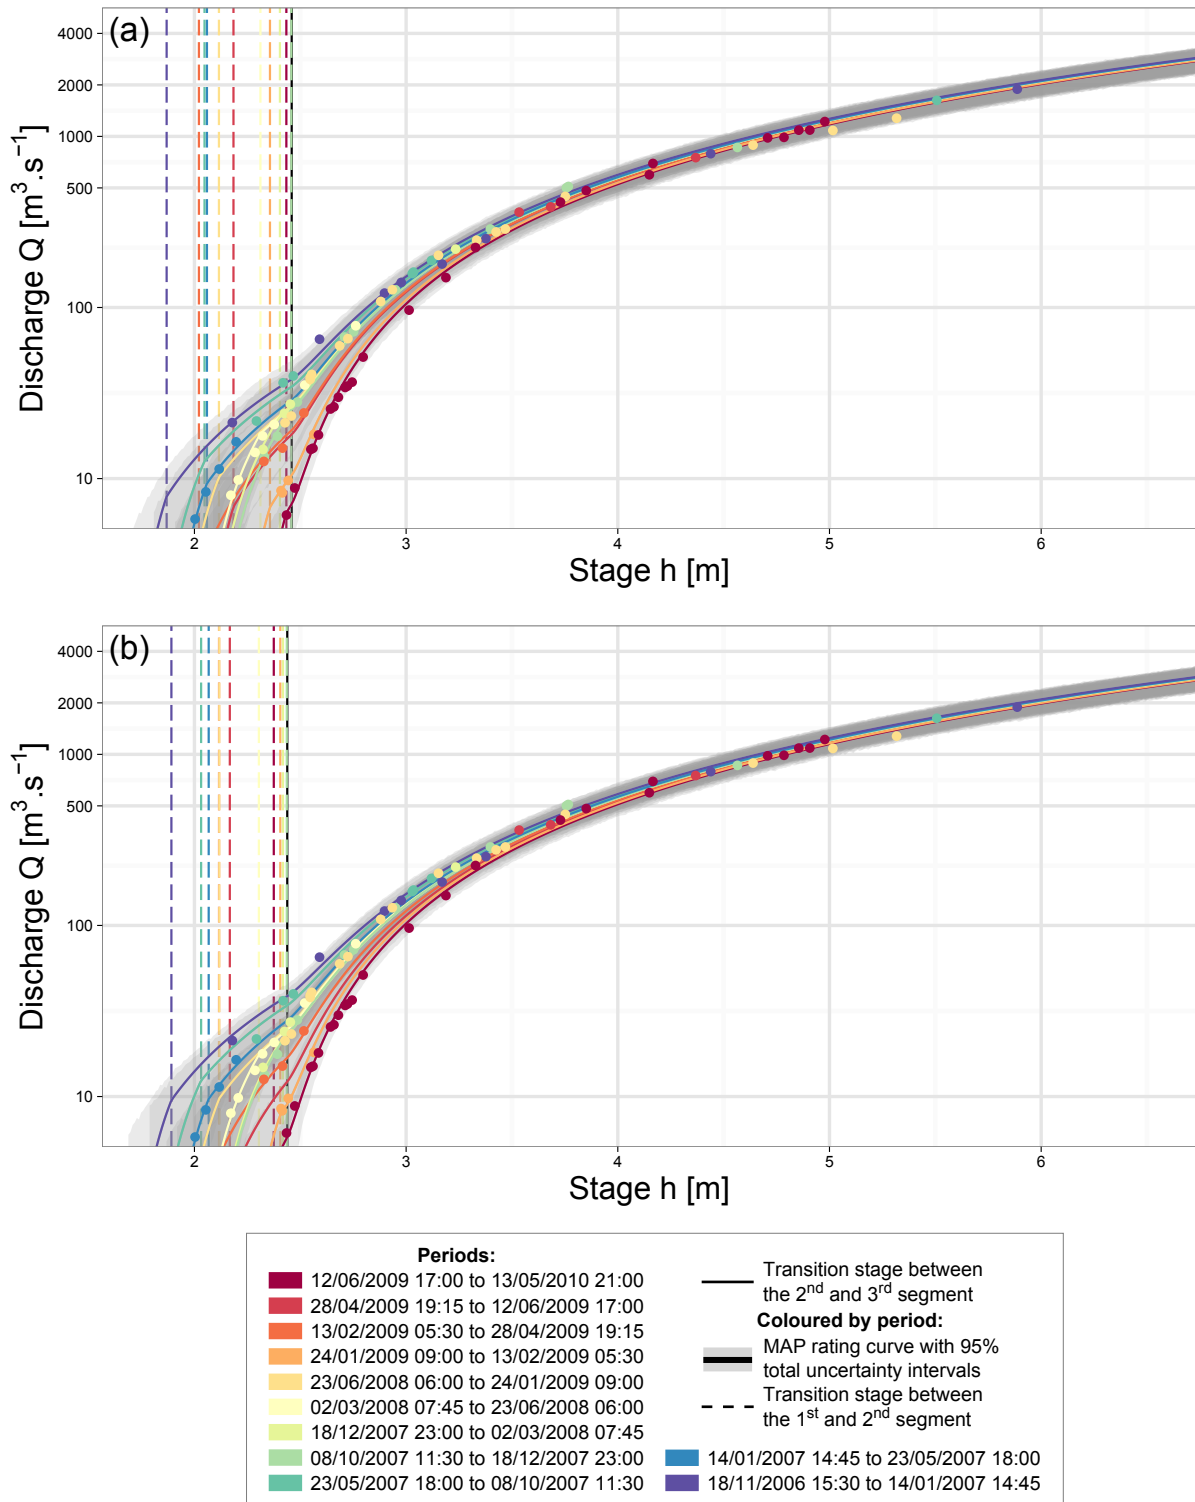 (a)
4000
2000
1000
500
100
10
Discharge Q [m³.s⁻¹]
2 3 4 5 6
Stage h [m]
(b)
4000
2000
1000
500
100
10
Discharge Q [m³.s⁻¹]
2 3 4 5 6
Stage h [m]
Periods:
12/06/2009 17:00 to 13/05/2010 21:00
28/04/2009 19:15 to 12/06/2009 17:00
13/02/2009 05:30 to 28/04/2009 19:15
24/01/2009 09:00 to 13/02/2009 05:30
23/06/2008 06:00 to 24/01/2009 09:00
02/03/2008 07:45 to 23/06/2008 06:00
18/12/2007 23:00 to 02/03/2008 07:45
08/10/2007 11:30 to 18/12/2007 23:00
23/05/2007 18:00 to 08/10/2007 11:30
Transition stage between
the 2nd and 3rd segment
Coloured by period:
MAP rating curve with 95%
total uncertainty intervals
Transition stage between
the 1st and 2nd segment
14/01/2007 14:45 to 23/05/2007 18:00
18/11/2006 15:30 to 14/01/2007 14:45